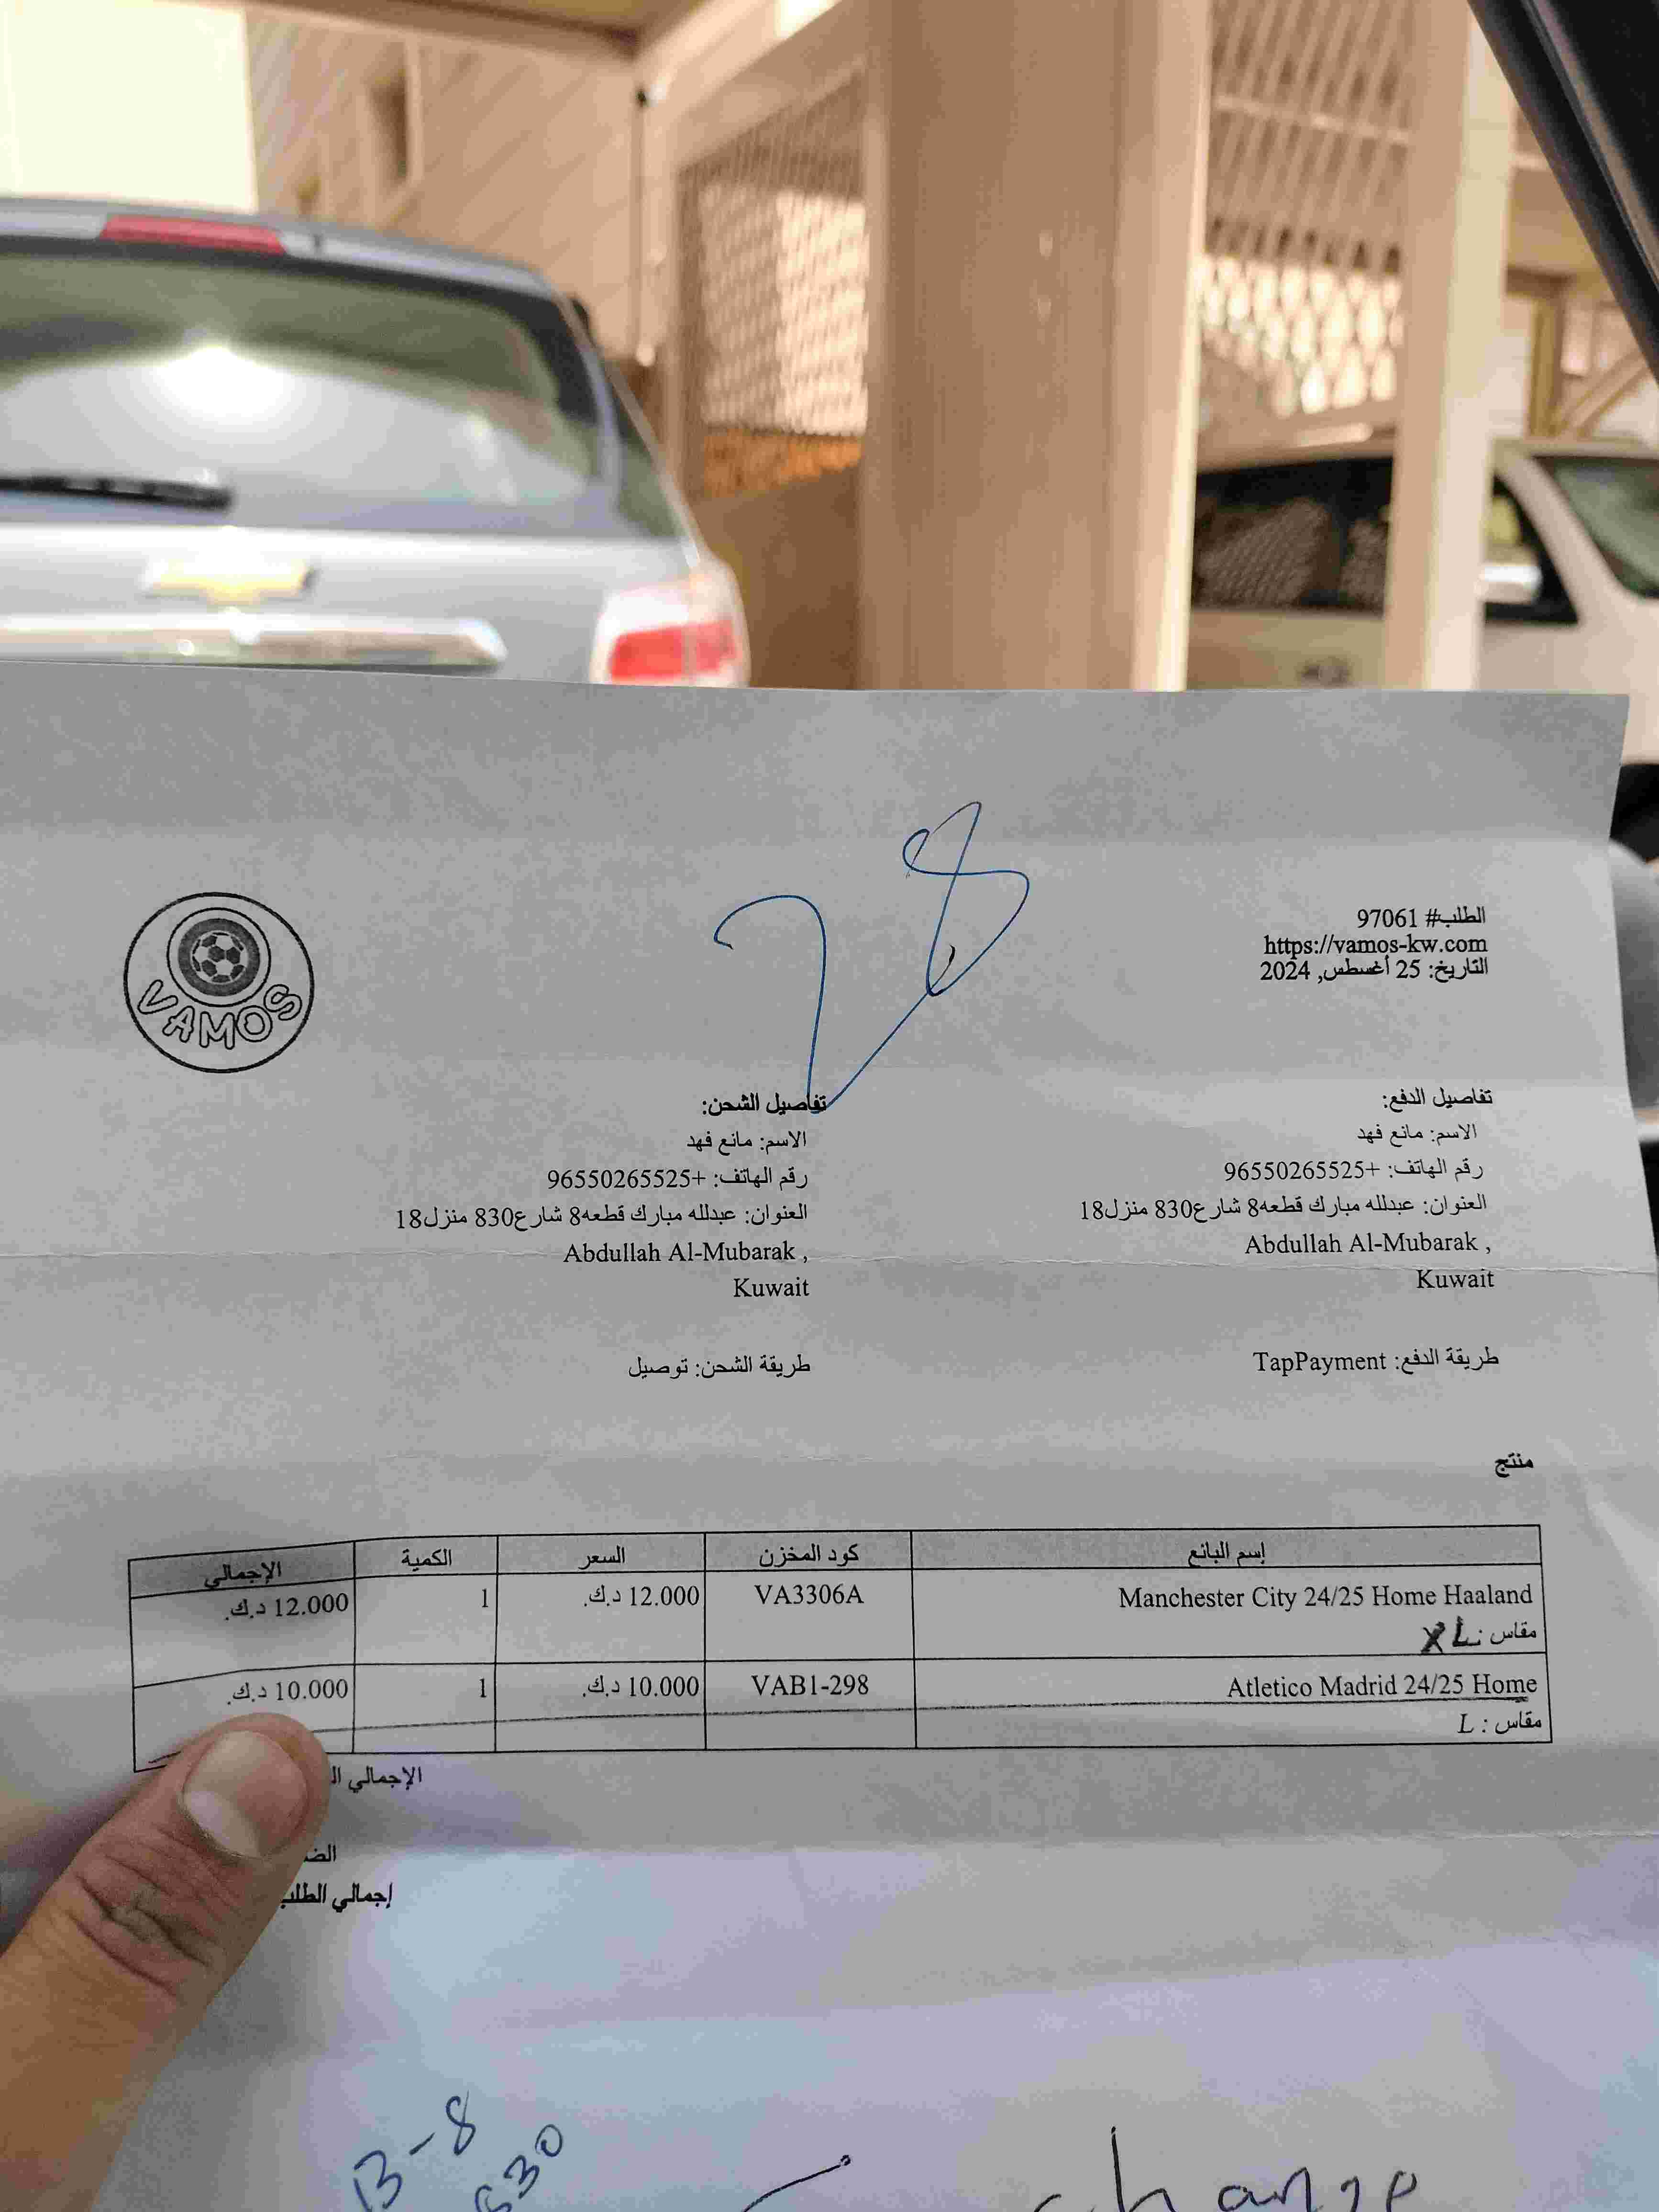 28
الطلب# 97061
https://vamos-kw.com
التاريخ: 25 أغسطس, 2024
VAMOS
تفاصيل الدفع:
الاسم: مانع فهد
رقم الهاتف: +96550265525
العنوان: عبدلله مبارك قطعه8 شارع830 منزل18
Abdullah Al-Mubarak ,
Kuwait
طريقة الدفع: TapPayment
تفاصيل الشحن:
الاسم: مانع فهد
رقم الهاتف: +96550265525
العنوان: عبدلله مبارك قطعه8 شارع830 منزل18
Abdullah Al-Mubarak ,
Kuwait
طريقة الشحن: توصيل
منتج
إسم البائع كود المخزن السعر الكمية الإجمالي
Manchester City 24/25 Home Haaland VA3306A 12.000 د.ك. 1 12.000 د.ك.
مقاس : XL
Atletico Madrid 24/25 Home VAB1-298 10.000 د.ك. 1 10.000 د.ك.
مقاس : L
الإجمالي
إجمالي الطلب
B-8
830
change